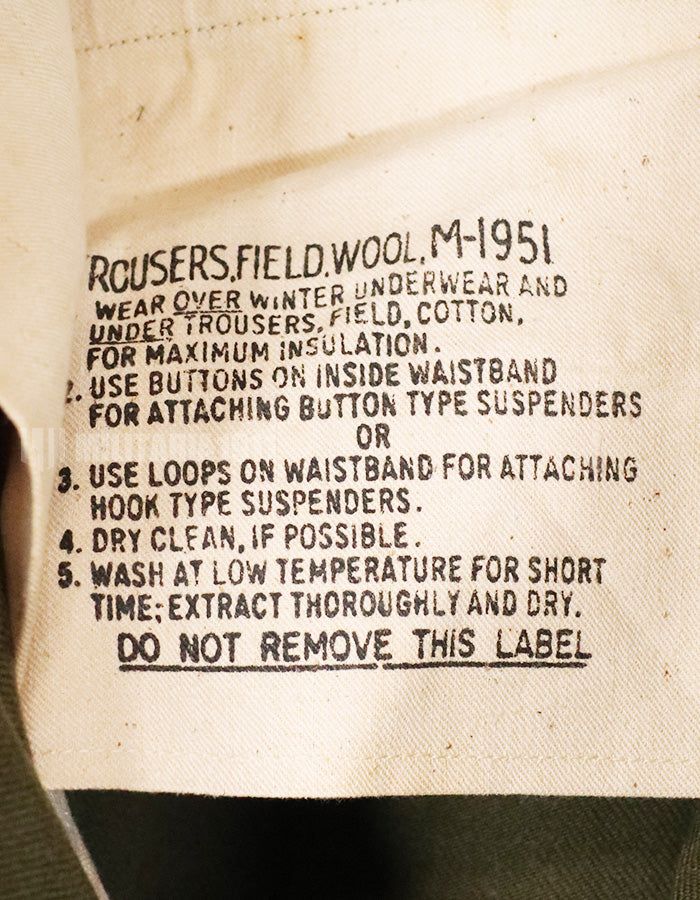 TROUSERS, FIELD, WOOL, M-1951
WEAR OVER WINTER UNDERWEAR AND
UNDER TROUSERS, FIELD, COTTON,
FOR MAXIMUM INSULATION.
2. USE BUTTONS ON INSIDE WAISTBAND
FOR ATTACHING BUTTON TYPE SUSPENDERS
OR
3. USE LOOPS ON WAISTBAND FOR ATTACHING
HOOK TYPE SUSPENDERS.
4. DRY CLEAN, IF POSSIBLE.
5. WASH AT LOW TEMPERATURE FOR SHORT
TIME; EXTRACT THOROUGHLY AND DRY.
DO NOT REMOVE THIS LABEL